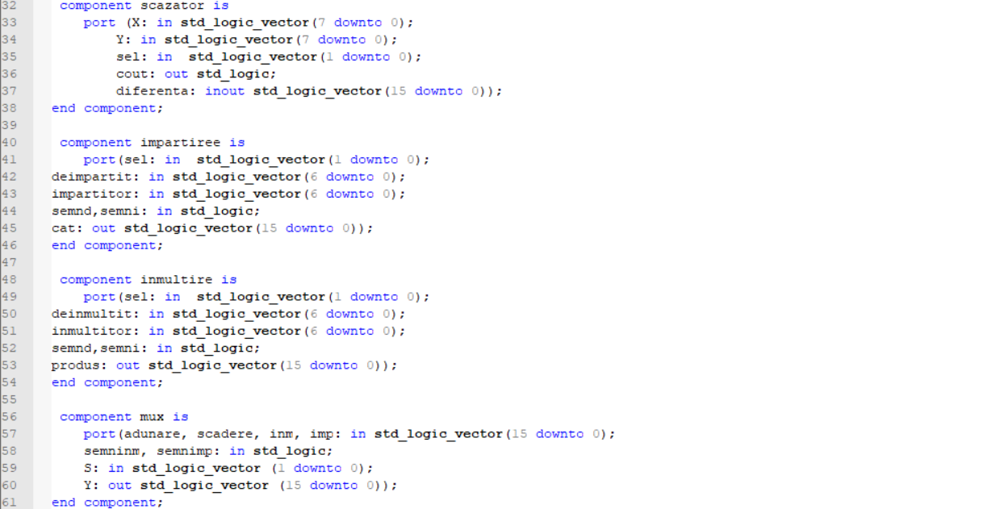 32 component scazator is
33 port (X: in std_logic_vector(7 downto 0);
34 Y: in std_logic_vector(7 downto 0);
35 sel: in  std_logic_vector(1 downto 0);
36 cout: out std_logic;
37 diferenta: inout std_logic_vector(15 downto 0));
38 end component;
39
40 component impartiree is
41 port(sel: in  std_logic_vector(1 downto 0);
42 deimpartit: in std_logic_vector(6 downto 0);
43 impartitor: in std_logic_vector(6 downto 0);
44 semnd,semni: in std_logic;
45 cat: out std_logic_vector(15 downto 0));
46 end component;
47
48 component inmultire is
49 port(sel: in  std_logic_vector(1 downto 0);
50 deinmultit: in std_logic_vector(6 downto 0);
51 inmultitor: in std_logic_vector(6 downto 0);
52 semnd,semni: in std_logic;
53 produs: out std_logic_vector(15 downto 0));
54 end component;
55
56 component mux is
57 port(adunare, scadere, inm, imp: in std_logic_vector(15 downto 0);
58 semninm, semnimp: in std_logic;
59 S: in std_logic_vector (1 downto 0);
60 Y: out std_logic_vector (15 downto 0));
61 end component;